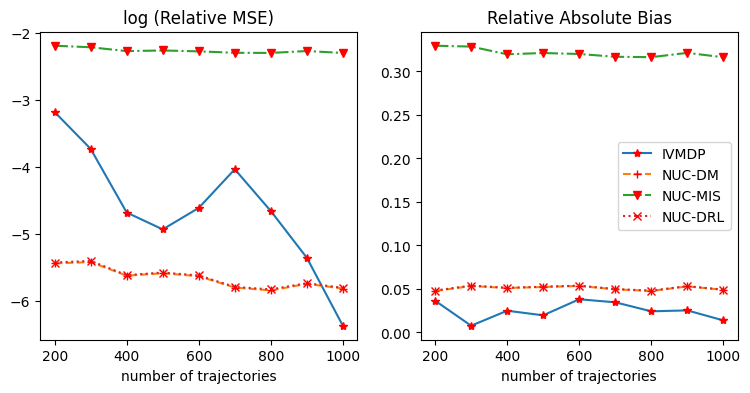 log (Relative MSE)
−2
−3
−4
−5
−6
200
400
600
800
1000
number of trajectories
Relative Absolute Bias
0.30
0.25
0.20
0.15
0.10
0.05
0.00
200
400
600
800
1000
number of trajectories
IVMDP
NUC-DM
NUC-MIS
NUC-DRL